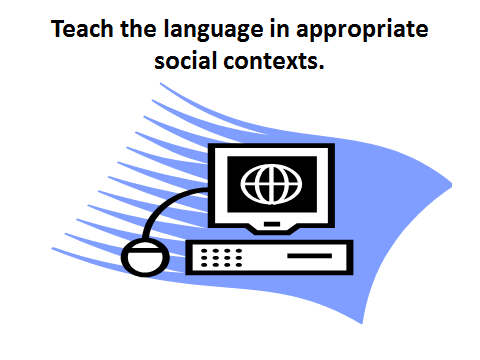 Teach the language in appropriate
social contexts.